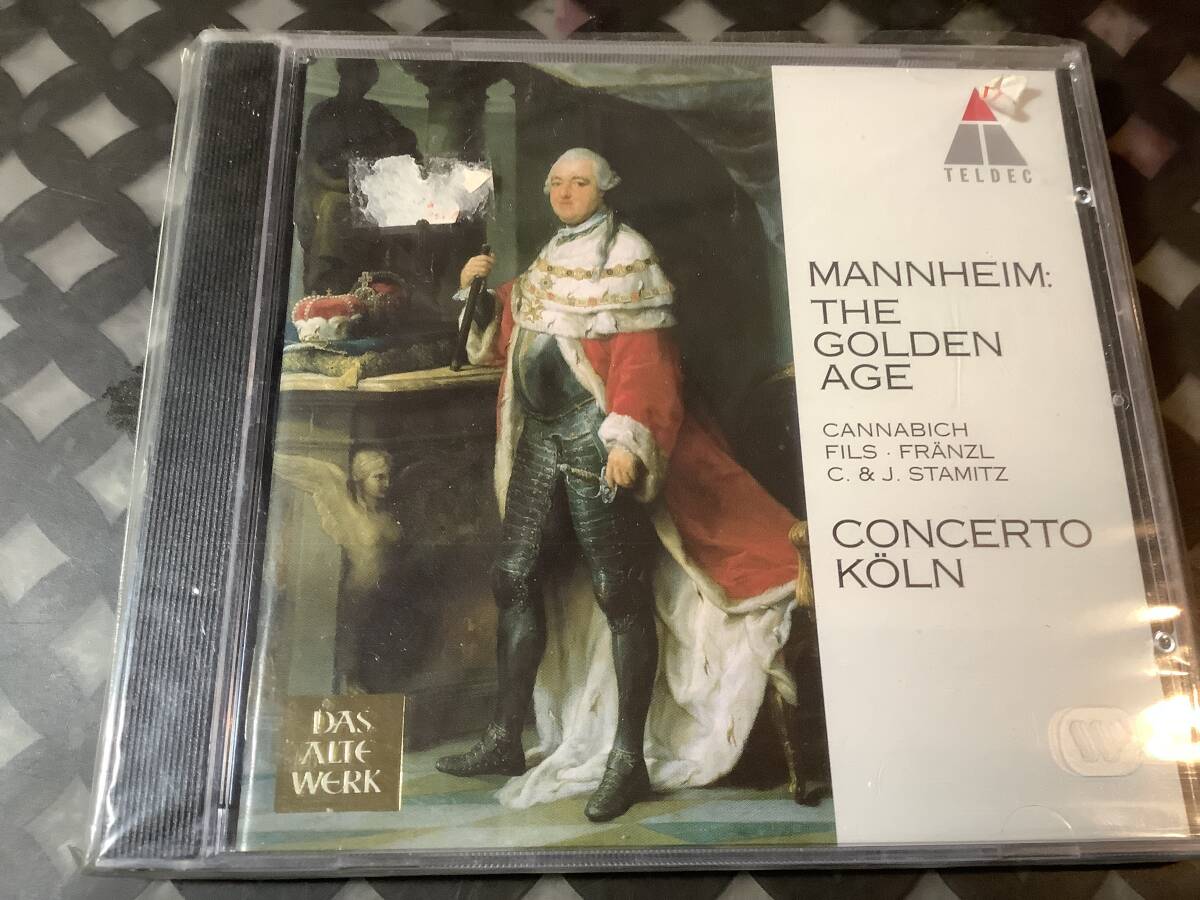 TELDEC
MANNHEIM:
THE
GOLDEN
AGE
CANNABICH
FILS · FRÄNZL
C. & J. STAMITZ
CONCERTO
KÖLN
DAS
ALTE
WERK